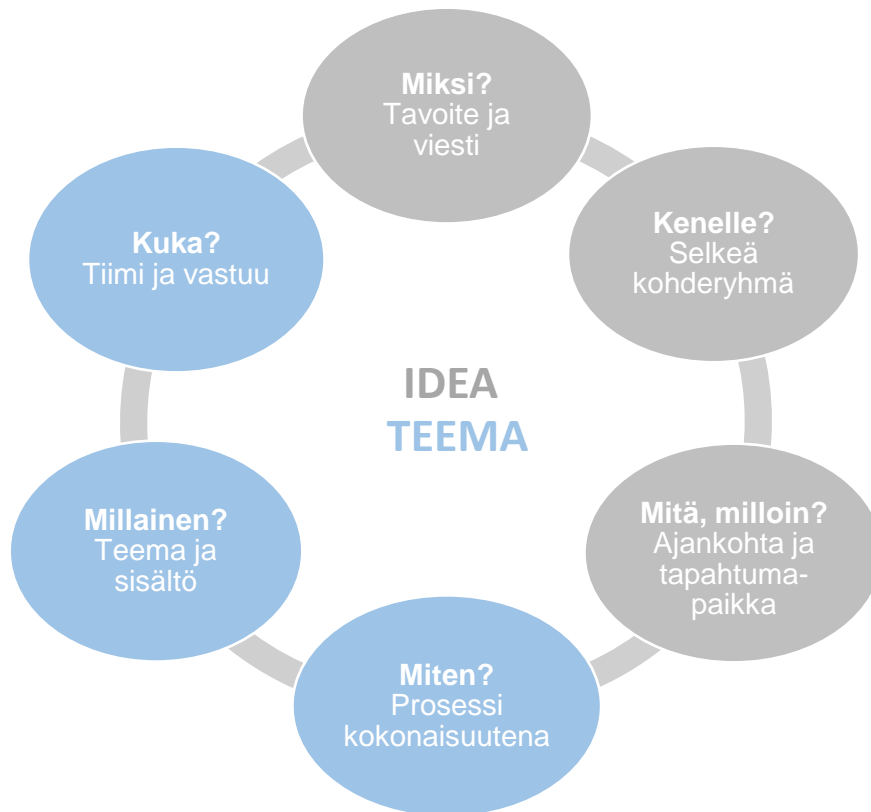 Miksi?
Tavoite ja
viesti
Kenelle?
Selkeä
kohderyhmä
Mitä, milloin?
Ajankohta ja
tapahtuma-
paikka
Miten?
Prosessi
kokonaisuutena
Millainen?
Teema ja
sisältö
Kuka?
Tiimi ja vastuu
IDEA
TEEMA